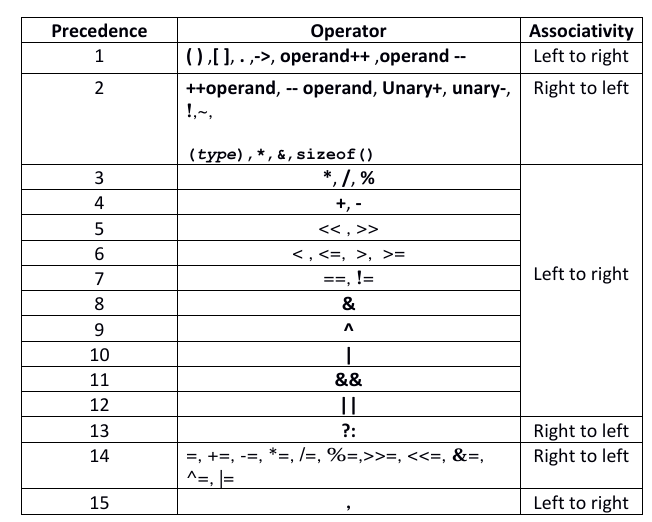 Precedence Operator Associativity
1 ( ) ,[ ], . ,->, operand++ ,operand -- Left to right
2 ++operand, -- operand, Unary+, unary-, Right to left
!,~,
(type),*,&,sizeof()
3 *, /, %
4 +, -
5 << , >>
6 < , <=, >, >=
7 ==, != Left to right
8 &
9 ^
10 |
11 &&
12 ||
13 ?: Right to left
14 =, +=, -=, *=, /=, %=,>>=, <<=, &=, Right to left
^=, |=
15 , Left to right